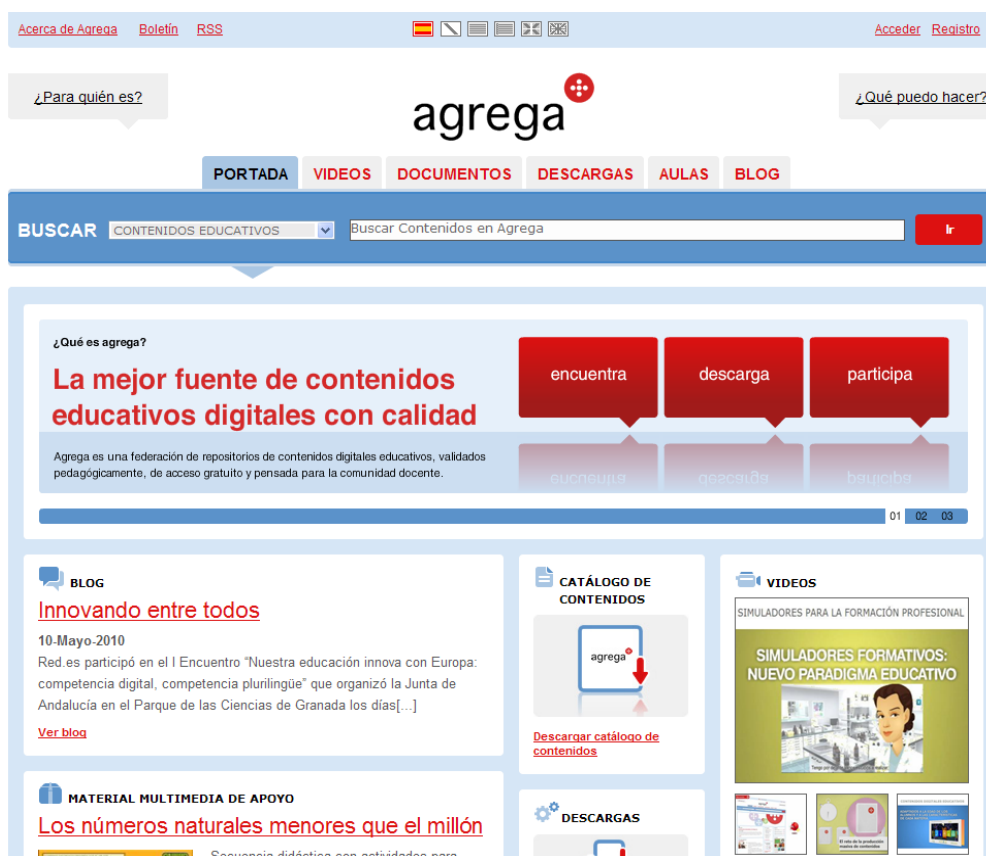 Acerca de Agrega Boletín RSS Acceder Registro
¿Para quién es?
agrega
¿Qué puedo hacer?
PORTADA VIDEOS DOCUMENTOS DESCARGAS AULAS BLOG
BUSCAR CONTENIDOS EDUCATIVOS Buscar Contenidos en Agrega Ir
¿Qué es agrega?
La mejor fuente de contenidos
educativos digitales con calidad
Agrega es una federación de repositorios de contenidos digitales educativos, validados
pedagógicamente, de acceso gratuito y pensada para la comunidad docente.
encuentra descarga participa
01 02 03
BLOG
Innovando entre todos
10-Mayo-2010
Red.es participó en el I Encuentro “Nuestra educación innova con Europa:
competencia digital, competencia plurilingüe” que organizó la Junta de
Andalucía en el Parque de las Ciencias de Granada los días[...]
Ver blog
MATERIAL MULTIMEDIA DE APOYO
Los números naturales menores que el millón
Secuencia didáctica con actividades para
CATÁLOGO DE
CONTENIDOS
agrega
Descargar catálogo de
contenidos
DESCARGAS
VIDEOS
SIMULADORES PARA LA FORMACIÓN PROFESIONAL
SIMULADORES FORMATIVOS:
NUEVO PARADIGMA EDUCATIVO